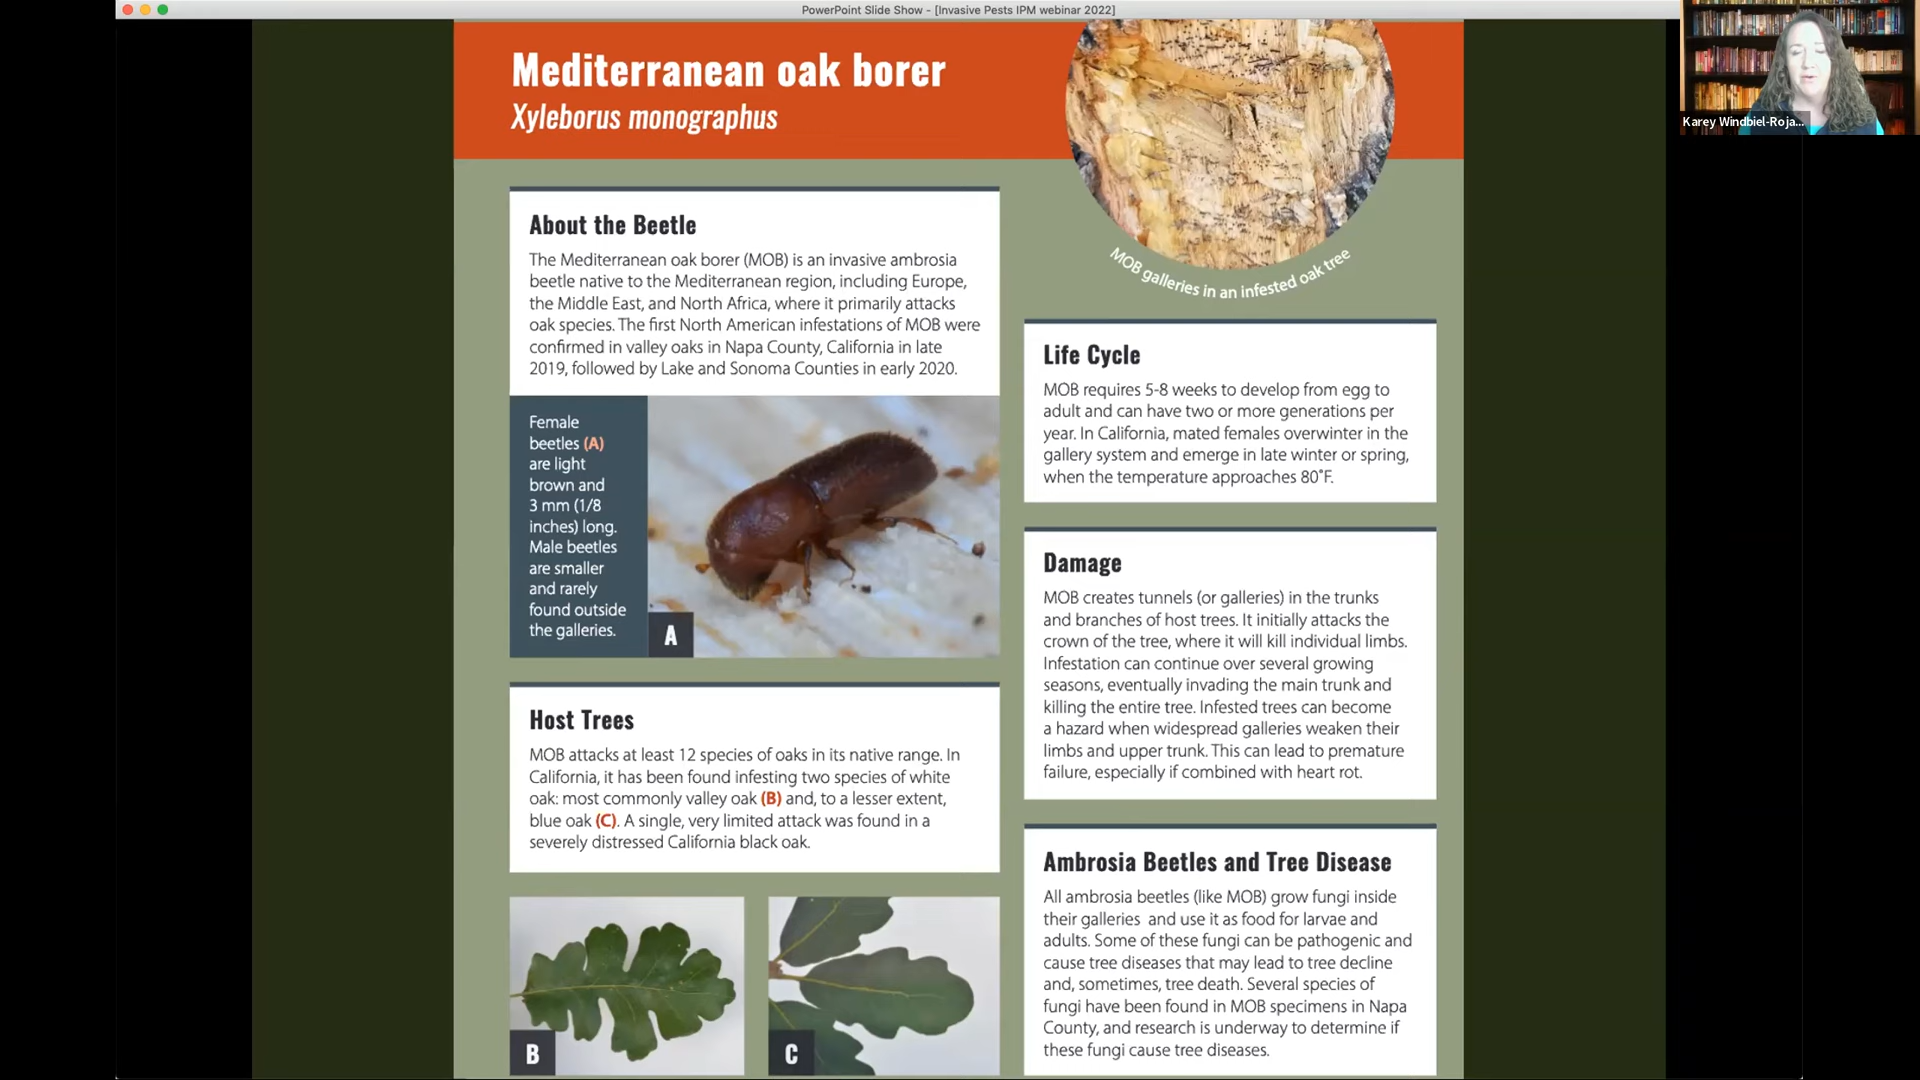 PowerPoint Slide Show - [Invasive Pests IPM webinar 2022]
Karey Windbiel-Roja...
Mediterranean oak borer
Xyleborus monographus
MOB galleries in an infested oak tree
About the Beetle
The Mediterranean oak borer (MOB) is an invasive ambrosia
beetle native to the Mediterranean region, including Europe,
the Middle East, and North Africa, where it primarily attacks
oak species. The first North American infestations of MOB were
confirmed in valley oaks in Napa County, California in late
2019, followed by Lake and Sonoma Counties in early 2020.
Female
beetles (A)
are light
brown and
3 mm (1/8
inches) long.
Male beetles
are smaller
and rarely
found outside
the galleries.
A
Host Trees
MOB attacks at least 12 species of oaks in its native range. In
California, it has been found infesting two species of white
oak: most commonly valley oak (B) and, to a lesser extent,
blue oak (C). A single, very limited attack was found in a
severely distressed California black oak.
B
C
Life Cycle
MOB requires 5-8 weeks to develop from egg to
adult and can have two or more generations per
year. In California, mated females overwinter in the
gallery system and emerge in late winter or spring,
when the temperature approaches 80˚F.
Damage
MOB creates tunnels (or galleries) in the trunks
and branches of host trees. It initially attacks the
crown of the tree, where it will kill individual limbs.
Infestation can continue over several growing
seasons, eventually invading the main trunk and
killing the entire tree. Infested trees can become
a hazard when widespread galleries weaken their
limbs and upper trunk. This can lead to premature
failure, especially if combined with heart rot.
Ambrosia Beetles and Tree Disease
All ambrosia beetles (like MOB) grow fungi inside
their galleries and use it as food for larvae and
adults. Some of these fungi can be pathogenic and
cause tree diseases that may lead to tree decline
and, sometimes, tree death. Several species of
fungi have been found in MOB specimens in Napa
County, and research is underway to determine if
these fungi cause tree diseases.